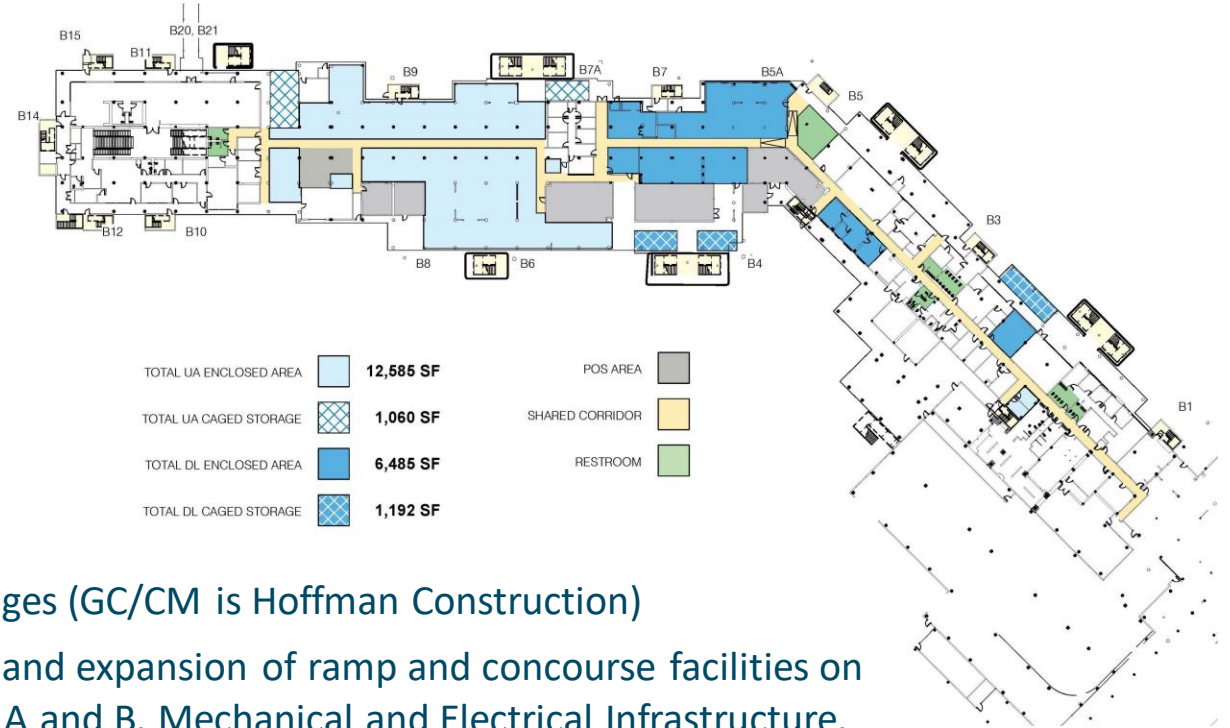 B20, B21
B15
B11
B9
B7A
B7
B5A
B5
B14
B3
B12
B10
B8
B6
B4
B1
TOTAL UA ENCLOSED AREA 12,585 SF
TOTAL UA CAGED STORAGE 1,060 SF
TOTAL DL ENCLOSED AREA 6,485 SF
TOTAL DL CAGED STORAGE 1,192 SF
POS AREA
SHARED CORRIDOR
RESTROOM
ges (GC/CM is Hoffman Construction)
and expansion of ramp and concourse facilities on
A and B. Mechanical and Electrical Infrastructure.